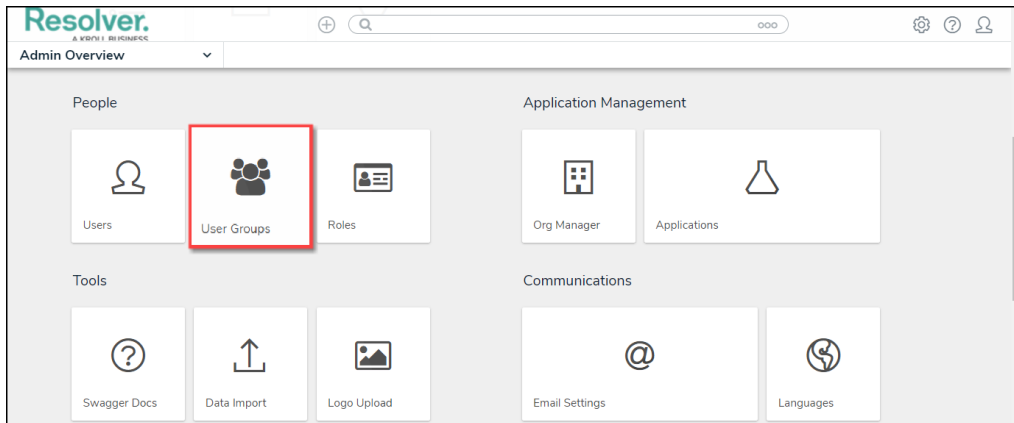 Resolver.
A KROLL BUSINESS
Admin Overview
People
Application Management
Users
User Groups
Roles
Org Manager
Applications
Tools
Communications
Swagger Docs
Data Import
Logo Upload
@
Email Settings
Languages